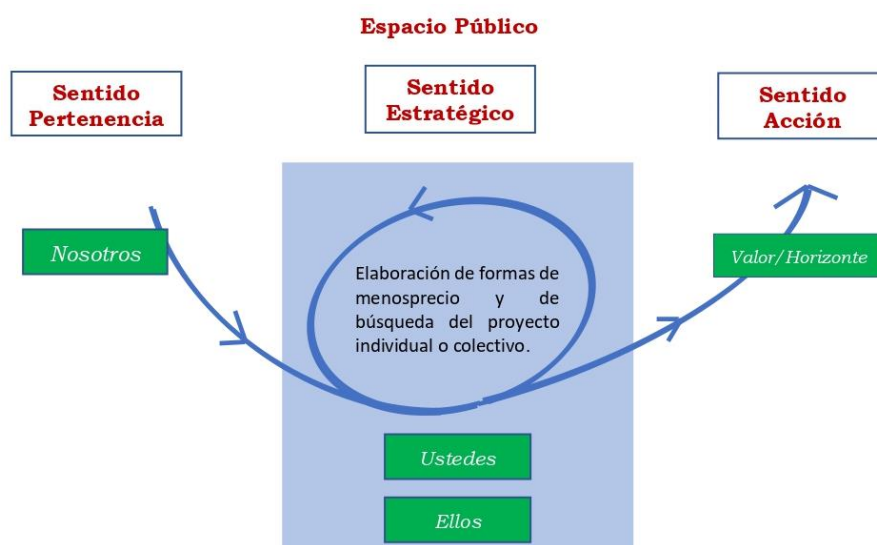 Espacio Público
Sentido
Pertenencia
Sentido
Estratégico
Sentido
Acción
Nosotros
Valor/Horizonte
Elaboración de formas de
menosprecio y de
búsqueda del proyecto
individual o colectivo.
Ustedes
Ellos